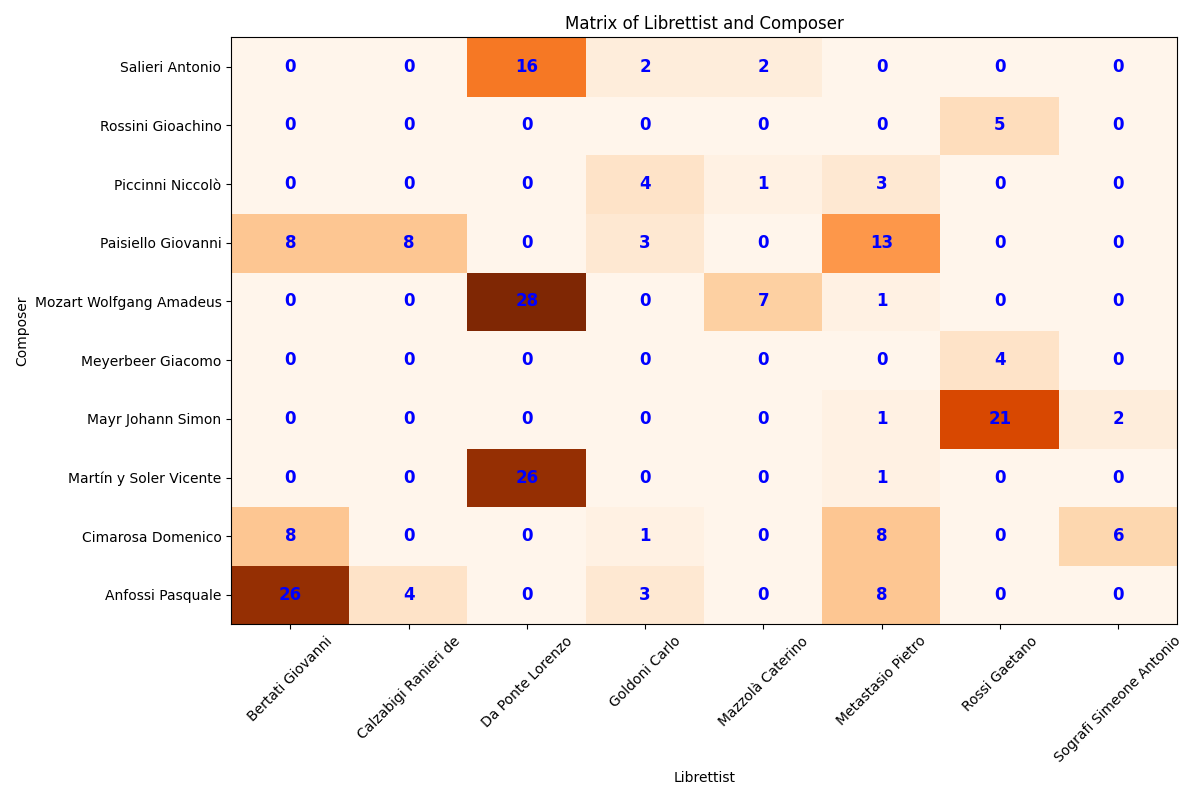 Matrix of Librettist and Composer
Composer
Salieri Antonio 0 0 16 2 2 0 0 0
Rossini Gioachino 0 0 0 0 0 0 5 0
Piccinni Niccolò 0 0 0 4 1 3 0 0
Paisiello Giovanni 8 8 0 3 0 13 0 0
Mozart Wolfgang Amadeus 0 0 28 0 7 1 0 0
Meyerbeer Giacomo 0 0 0 0 0 0 4 0
Mayr Johann Simon 0 0 0 0 0 1 21 2
Martín y Soler Vicente 0 0 26 0 0 1 0 0
Cimarosa Domenico 8 0 0 1 0 8 0 6
Anfossi Pasquale 26 4 0 3 0 8 0 0
Bertati Giovanni
Calzabigi Ranieri de
Da Ponte Lorenzo
Goldoni Carlo
Mazzolà Caterino
Metastasio Pietro
Rossi Gaetano
Sografi Simeone Antonio
Librettist